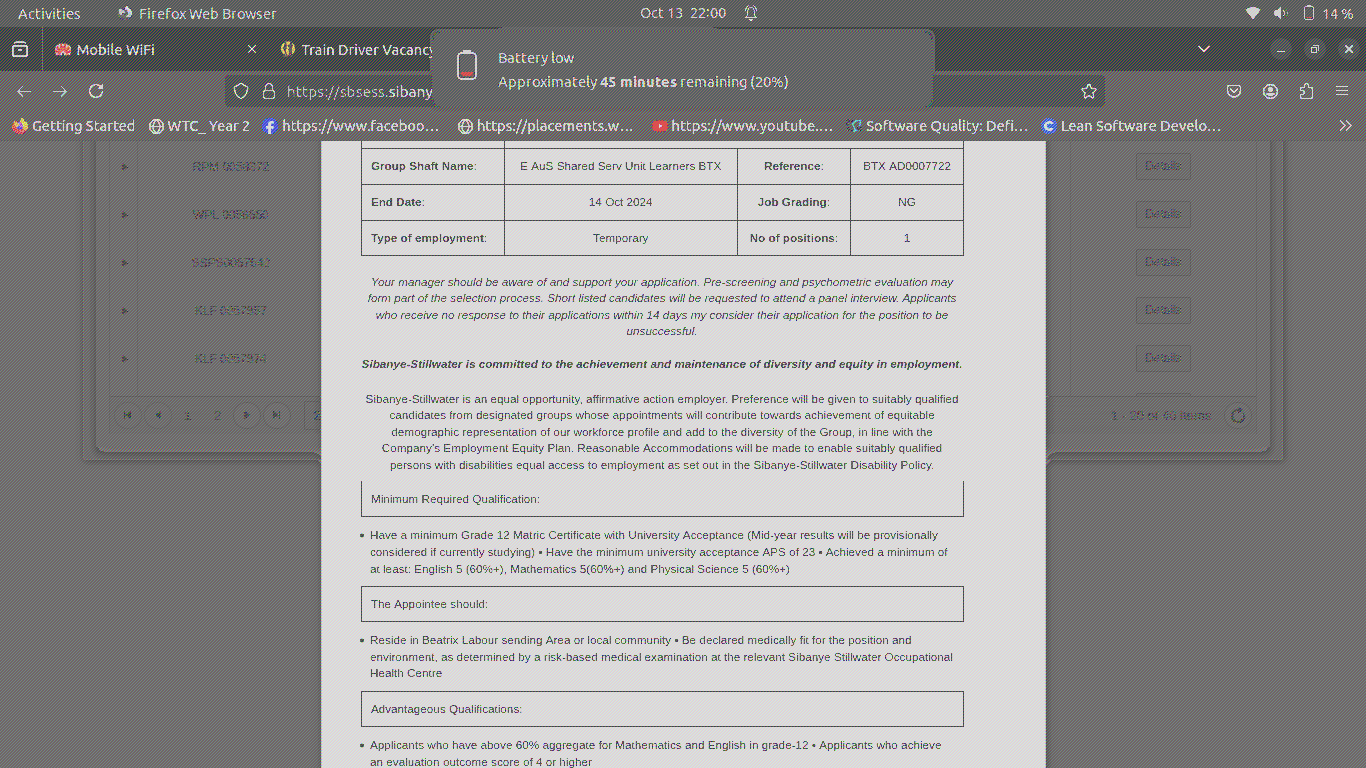 Activities Firefox Web Browser Oct 13 22:00 14 %
Mobile WiFi Train Driver Vacancy
Battery low
Approximately 45 minutes remaining (20%)
https://sbsess.sibany
Getting Started WTC_ Year 2 https://www.faceboo... https://placements.w... https://www.youtube.... Software Quality: Defi... Lean Software Develo...
Group Shaft Name: E AuS Shared Serv Unit Learners BTX Reference: BTX AD0007722
Details
End Date: 14 Oct 2024 Job Grading: NG
Details
Type of employment: Temporary No of positions: 1
Details
Your manager should be aware of and support your application. Pre-screening and psychometric evaluation may
form part of the selection process. Short listed candidates will be requested to attend a panel interview. Applicants
Details
who receive no response to their applications within 14 days my consider their application for the position to be
unsuccessful.
Details
Sibanye-Stillwater is committed to the achievement and maintenance of diversity and equity in employment.
Sibanye-Stillwater is an equal opportunity, affirmative action employer. Preference will be given to suitably qualified
candidates from designated groups whose appointments will contribute towards achievement of equitable
1 2
demographic representation of our workforce profile and add to the diversity of the Group, in line with the
Company's Employment Equity Plan. Reasonable Accommodations will be made to enable suitably qualified
persons with disabilities equal access to employment as set out in the Sibanye-Stillwater Disability Policy.
Minimum Required Qualification:
• Have a minimum Grade 12 Matric Certificate with University Acceptance (Mid-year results will be provisionally
considered if currently studying) • Have the minimum university acceptance APS of 23 • Achieved a minimum of
at least: English 5 (60%+), Mathematics 5(60%+) and Physical Science 5 (60%+)
The Appointee should:
• Reside in Beatrix Labour sending Area or local community • Be declared medically fit for the position and
environment, as determined by a risk-based medical examination at the relevant Sibanye Stillwater Occupational
Health Centre
Advantageous Qualifications:
• Applicants who have above 60% aggregate for Mathematics and English in grade-12 • Applicants who achieve
an evaluation outcome score of 4 or higher